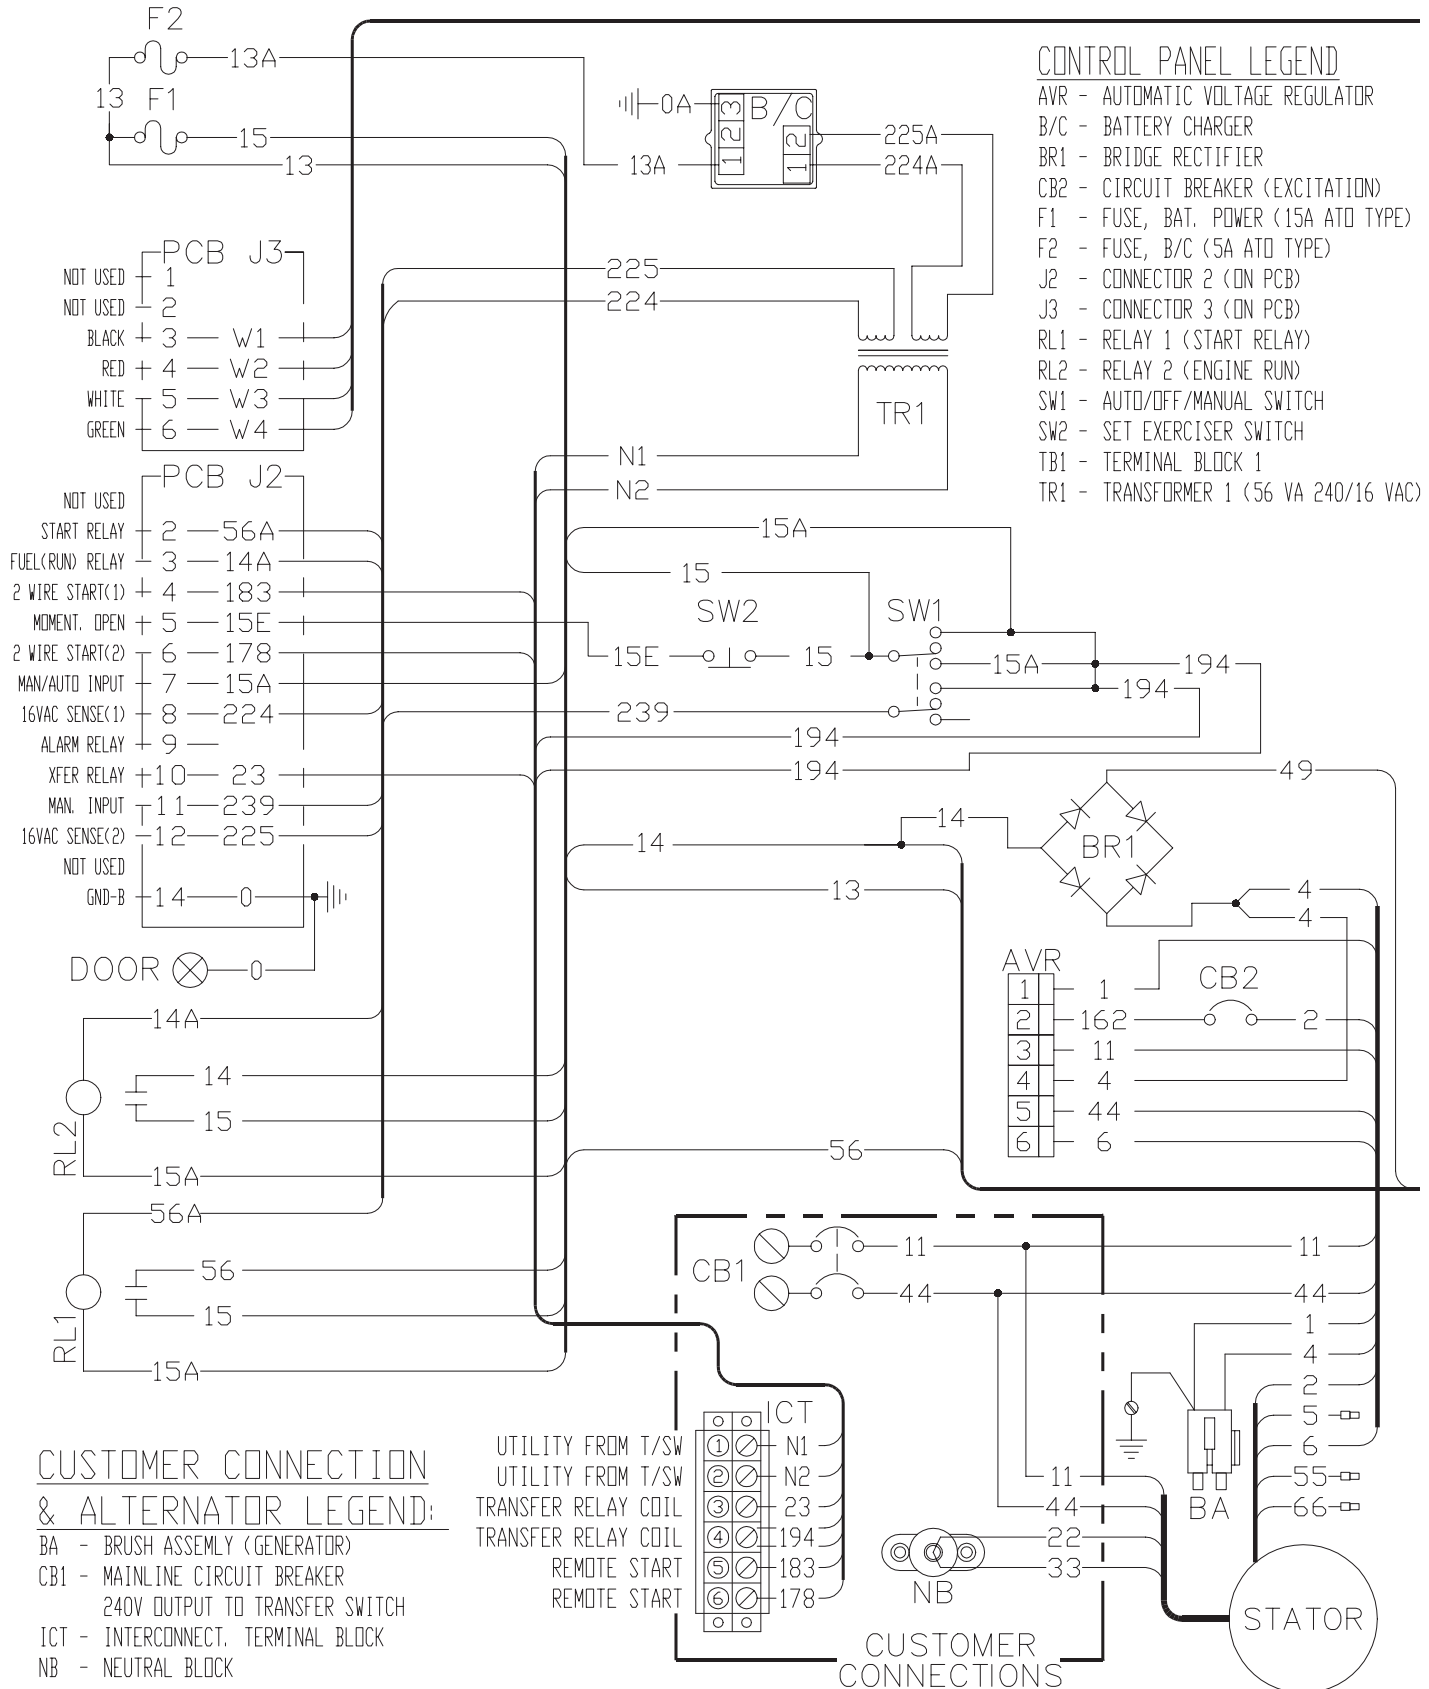 F2
13A
13
F1
15
13
0A
3
2
1
B/C
2
1
13A
225A
224A
CONTROL PANEL LEGEND
AVR - AUTOMATIC VOLTAGE REGULATOR
B/C - BATTERY CHARGER
BR1 - BRIDGE RECTIFIER
CB2 - CIRCUIT BREAKER (EXCITATION)
F1 - FUSE, BAT. POWER (15A ATO TYPE)
F2 - FUSE, B/C (5A ATO TYPE)
J2 - CONNECTOR 2 (ON PCB)
J3 - CONNECTOR 3 (ON PCB)
RL1 - RELAY 1 (START RELAY)
RL2 - RELAY 2 (ENGINE RUN)
SW1 - AUTO/OFF/MANUAL SWITCH
SW2 - SET EXERCISER SWITCH
TB1 - TERMINAL BLOCK 1
TR1 - TRANSFORMER 1 (56 VA 240/16 VAC)
PCB J3
NOT USED 1
NOT USED 2
BLACK 3 W1
RED 4 W2
WHITE 5 W3
GREEN 6 W4
225
224
TR1
N1
N2
PCB J2
NOT USED
START RELAY 2 56A
FUEL(RUN) RELAY 3 14A
2 WIRE START(1) 4 183
MOMENT. OPEN 5 15E
2 WIRE START(2) 6 178
MAN/AUTO INPUT 7 15A
16VAC SENSE(1) 8 224
ALARM RELAY 9
XFER RELAY 10 23
MAN. INPUT 11 239
16VAC SENSE(2) 12 225
NOT USED
GND-B 14 0
DOOR 0
15A
15
SW2
SW1
15E
15
15A
194
194
239
194
194
49
14
14
BR1
13
4
4
AVR
1 1
2 162
3 11
4 4
5 44
6 6
CB2
2
14A
14
15
RL2
15A
56
56A
56
15
RL1
15A
CB1
11
44
11
44
1
4
2
5
6
55
66
BA
11
44
22
33
NB
STATOR
ICT
UTILITY FROM T/SW 1 N1
UTILITY FROM T/SW 2 N2
TRANSFER RELAY COIL 3 23
TRANSFER RELAY COIL 4 194
REMOTE START 5 183
REMOTE START 6 178
CUSTOMER
CONNECTIONS
CUSTOMER CONNECTION
& ALTERNATOR LEGEND:
BA - BRUSH ASSEMLY (GENERATOR)
CB1 - MAINLINE CIRCUIT BREAKER
240V OUTPUT TO TRANSFER SWITCH
ICT - INTERCONNECT. TERMINAL BLOCK
NB - NEUTRAL BLOCK